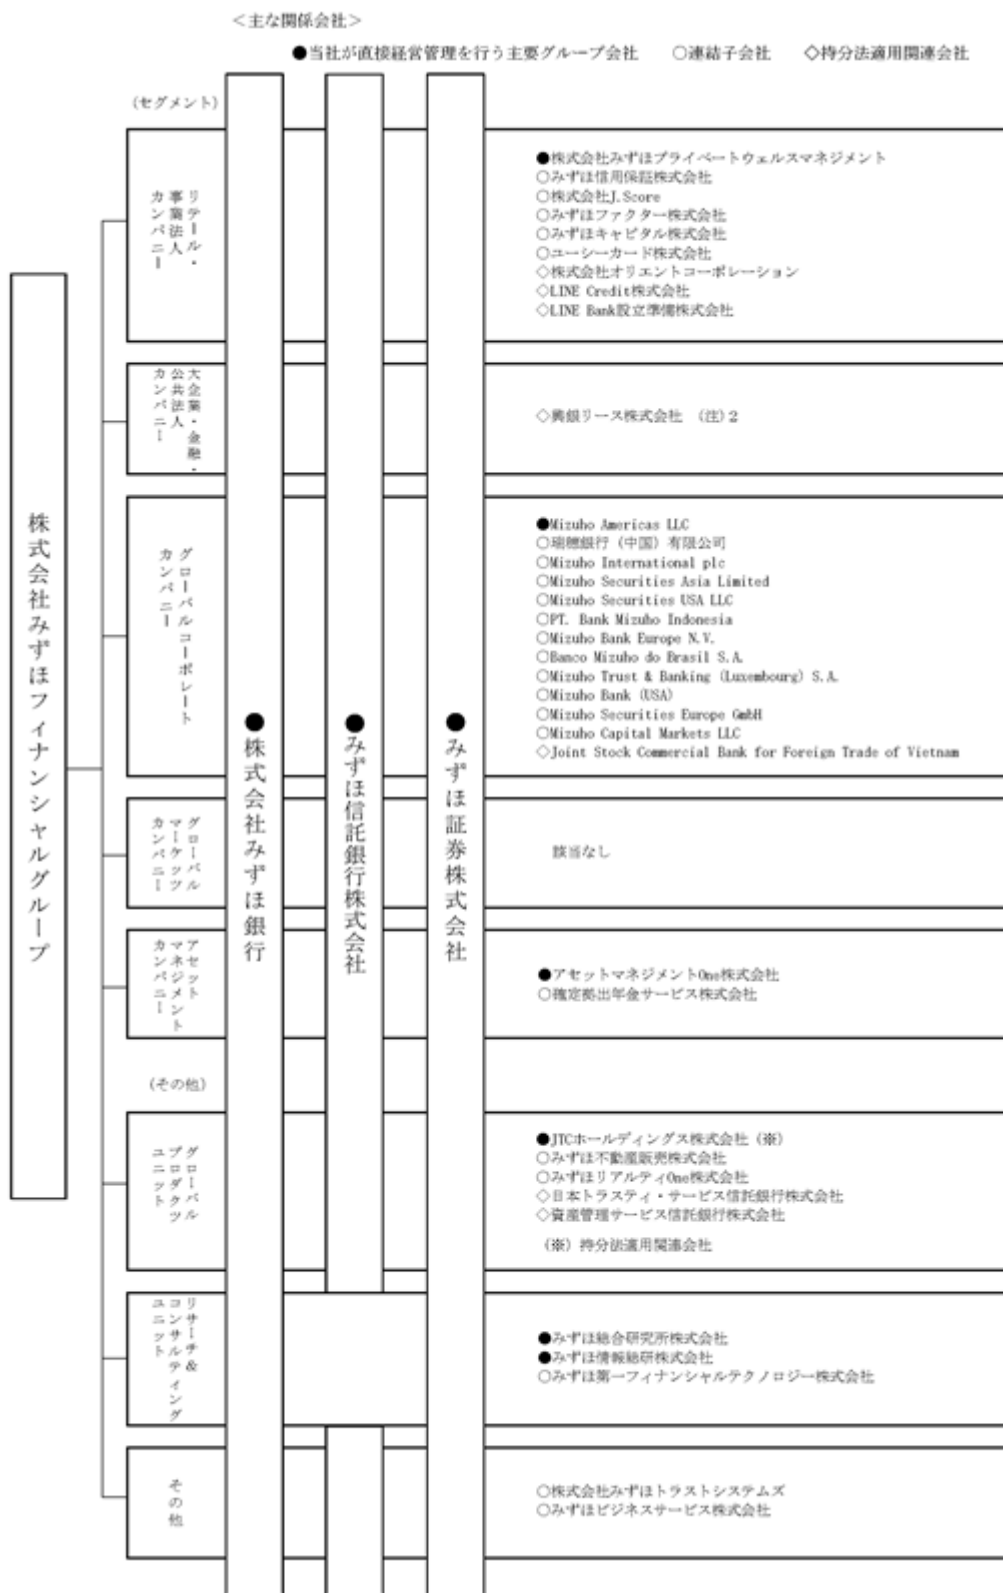 ＜主な関係会社＞
●当社が直接経営管理を行う主要グループ会社　○連結子会社　◇持分法適用関連会社
(セグメント)
株式会社みずほフィナンシャルグループ
●株式会社みずほ銀行
●みずほ信託銀行株式会社
●みずほ証券株式会社
リテール・
事業法人
カンパニー
●株式会社みずほプライベートウェルスマネジメント
○みずほ信用保証株式会社
○株式会社J.Score
○みずほファクター株式会社
○みずほキャピタル株式会社
○ユーシーカード株式会社
◇株式会社オリエントコーポレーション
◇LINE Credit株式会社
◇LINE Bank設立準備株式会社
大企業・金融・
公共法人
カンパニー
◇興銀リース株式会社　(注)２
グローバルコーポレート
カンパニー
●Mizuho Americas LLC
○瑞穂銀行（中国）有限公司
○Mizuho International plc
○Mizuho Securities Asia Limited
○Mizuho Securities USA LLC
○PT. Bank Mizuho Indonesia
○Mizuho Bank Europe N.V.
○Banco Mizuho do Brasil S.A.
○Mizuho Trust & Banking (Luxembourg) S.A.
○Mizuho Bank (USA)
○Mizuho Securities Europe GmbH
○Mizuho Capital Markets LLC
◇Joint Stock Commercial Bank for Foreign Trade of Vietnam
グローバル
マーケッツ
カンパニー
該当なし
アセット
マネジメント
カンパニー
●アセットマネジメントOne株式会社
○確定拠出年金サービス株式会社
(その他)
グローバル
プロダクツ
ユニット
●JTCホールディングス株式会社（※）
○みずほ不動産販売株式会社
○みずほリアルティOne株式会社
◇日本トラスティ・サービス信託銀行株式会社
◇資産管理サービス信託銀行株式会社
（※）持分法適用関連会社
リサーチ&
コンサルティング
ユニット
●みずほ総合研究所株式会社
●みずほ情報総研株式会社
○みずほ第一フィナンシャルテクノロジー株式会社
その他
○株式会社みずほトラストシステムズ
○みずほビジネスサービス株式会社